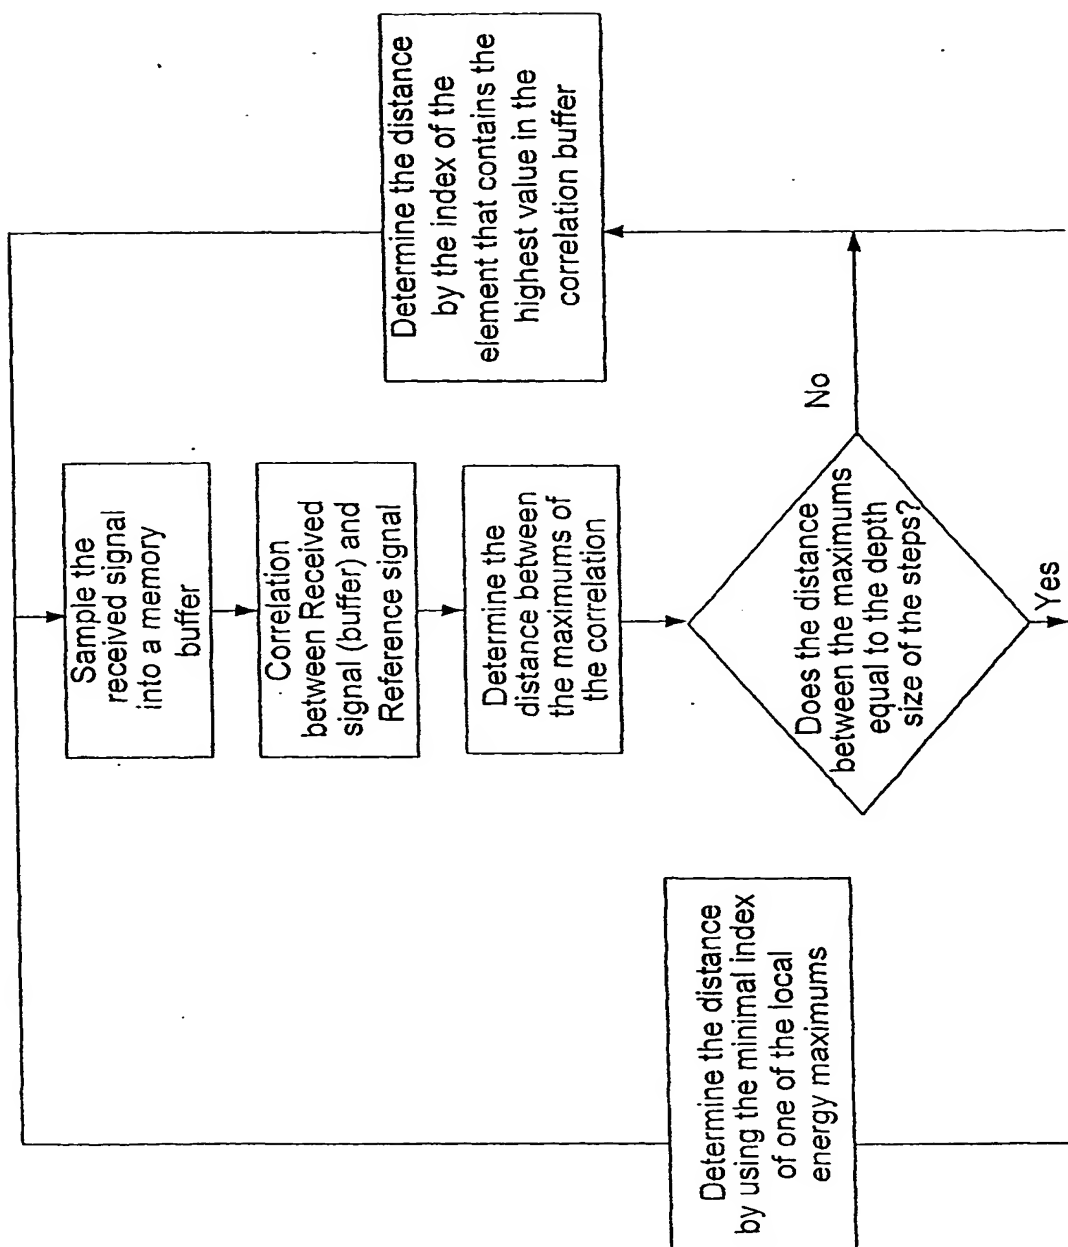 Sample the
received signal
into a memory
buffer
Correlation
between Received
signal (buffer) and
Reference signal
Determine the
distance between
the maximums of
the correlation
Does the distance
between the maximums
equal to the depth
size of the steps?
No
Yes
Determine the distance
by the index of the
element that contains the
highest value in the
correlation buffer
Determine the distance
by using the minimal index
of one of the local
energy maximums